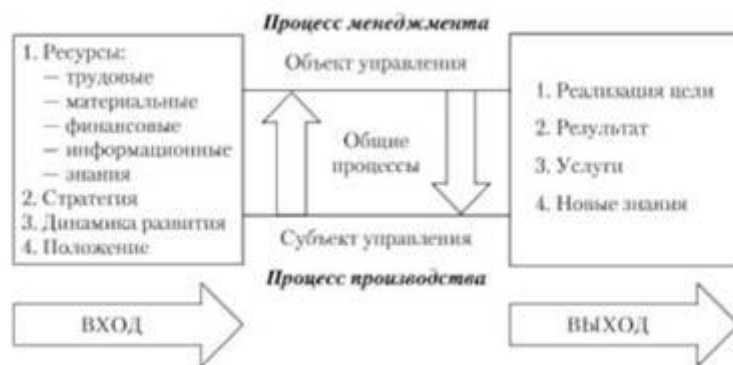 Процесс менеджмента
1. Ресурсы:
— трудовые
— материальные
— финансовые
— информационные
— знания
2. Стратегия
3. Динамика развития
4. Положение
Объект управления
Общие
процессы
Субъект управления
Процесс производства
1. Реализация цели
2. Результат
3. Услуги
4. Новые знания
ВХОД
ВЫХОД